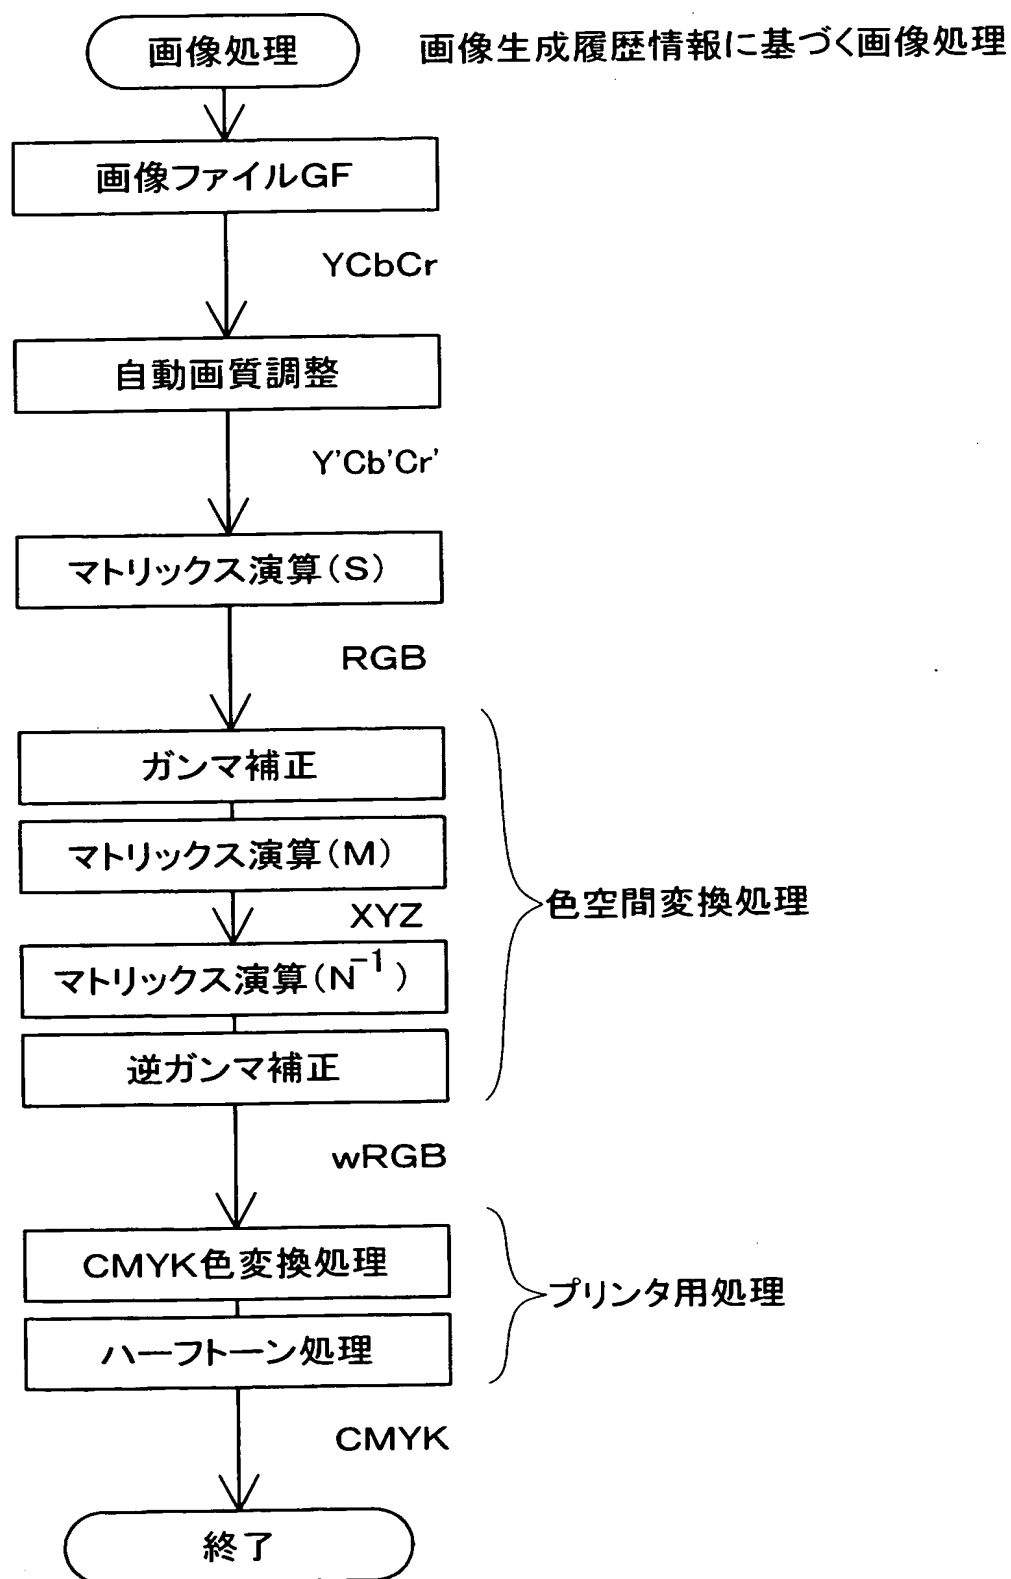 画像処理
画像生成履歴情報に基づく画像処理
画像ファイルGF
YCbCr
自動画質調整
Y'Cb'Cr'
マトリックス演算(S)
RGB
ガンマ補正
マトリックス演算(M)
XYZ
色空間変換処理
マトリックス演算(N⁻¹)
逆ガンマ補正
wRGB
CMYK色変換処理
プリンタ用処理
ハーフトーン処理
CMYK
終了